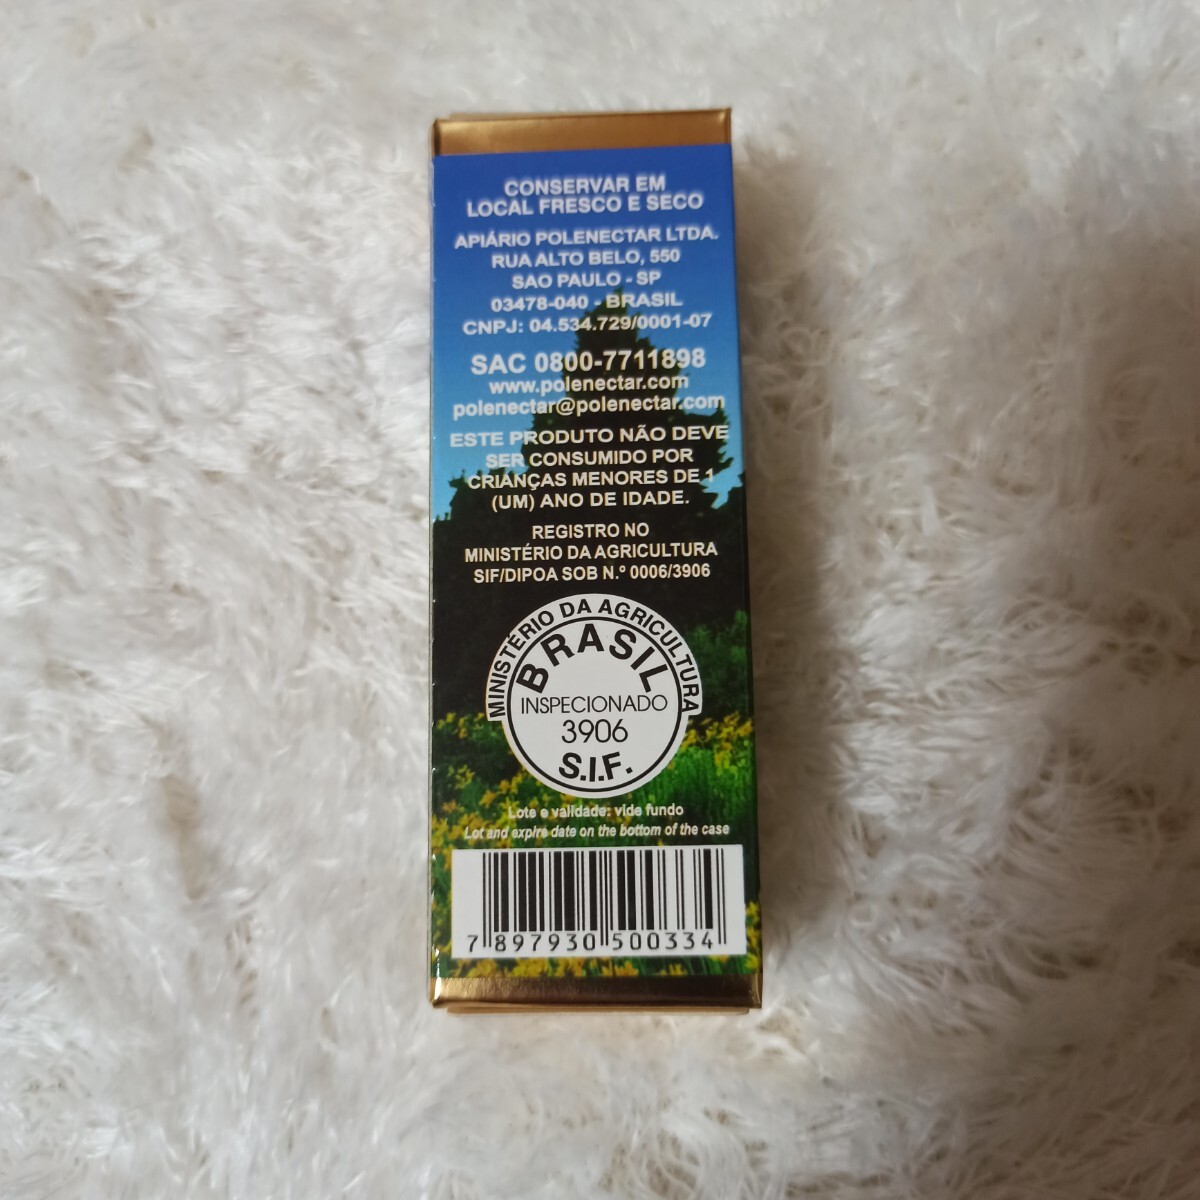 CONSERVAR EM
LOCAL FRESCO E SECO
APIÁRIO POLENECTAR LTDA.
RUA ALTO BELO, 550
SAO PAULO - SP
03478-040 - BRASIL
CNPJ: 04.534.729/0001-07
SAC 0800-7711898
www.polenectar.com
polenectar@polenectar.com
ESTE PRODUTO NÃO DEVE
SER CONSUMIDO POR
CRIANÇAS MENORES DE 1
(UM) ANO DE IDADE.
REGISTRO NO
MINISTÉRIO DA AGRICULTURA
SIF/DIPOA SOB N.º 0006/3906
MINISTÉRIO DA AGRICULTURA
BRASIL
INSPECIONADO
3906
S.I.F.
Lote e validade: vide fundo
Lot and expire date on the bottom of the case
7 897930 500334